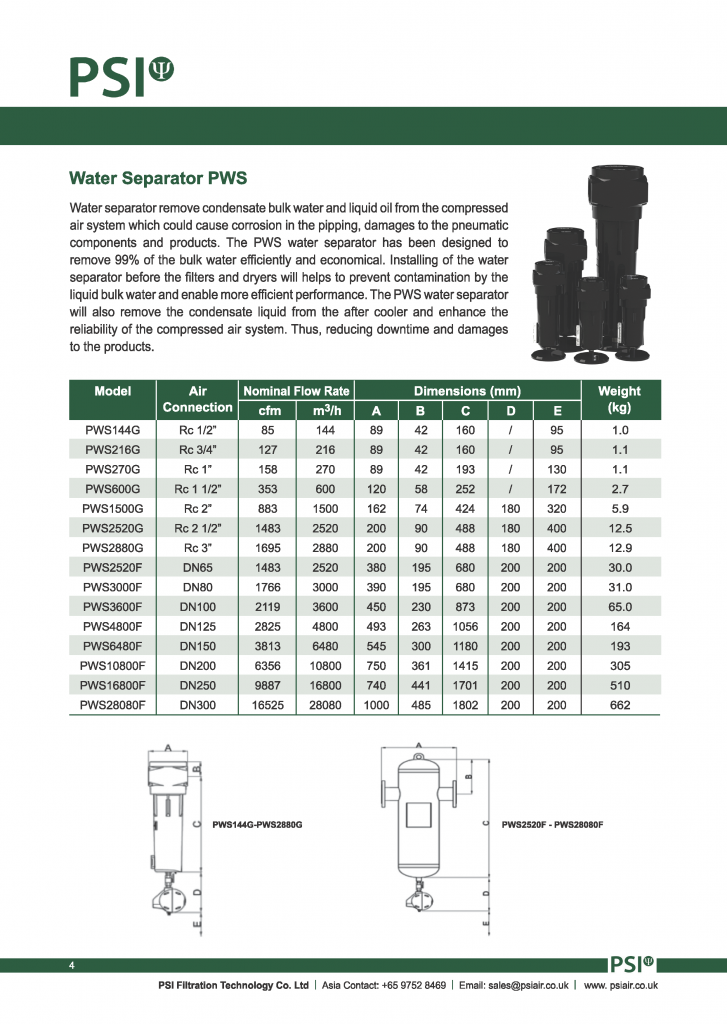 PSI Ψ
Water Separator PWS
Water separator remove condensate bulk water and liquid oil from the compressed
air system which could cause corrosion in the pipping, damages to the pneumatic
components and products. The PWS water separator has been designed to
remove 99% of the bulk water efficiently and economical. Installing of the water
separator before the filters and dryers will helps to prevent contamination by the
liquid bulk water and enable more efficient performance. The PWS water separator
will also remove the condensate liquid from the after cooler and enhance the
reliability of the compressed air system. Thus, reducing downtime and damages
to the products.
Model Air Connection Nominal Flow Rate Dimensions (mm) Weight (kg)
cfm m³/h A B C D E
PWS144G Rc 1/2” 85 144 89 42 160 / 95 1.0
PWS216G Rc 3/4” 127 216 89 42 160 / 95 1.1
PWS270G Rc 1” 158 270 89 42 193 / 130 1.1
PWS600G Rc 1 1/2” 353 600 120 58 252 / 172 2.7
PWS1500G Rc 2” 883 1500 162 74 424 180 320 5.9
PWS2520G Rc 2 1/2” 1483 2520 200 90 488 180 400 12.5
PWS2880G Rc 3” 1695 2880 200 90 488 180 400 12.9
PWS2520F DN65 1483 2520 380 195 680 200 200 30.0
PWS3000F DN80 1766 3000 390 195 680 200 200 31.0
PWS3600F DN100 2119 3600 450 230 873 200 200 65.0
PWS4800F DN125 2825 4800 493 263 1056 200 200 164
PWS6480F DN150 3813 6480 545 300 1180 200 200 193
PWS10800F DN200 6356 10800 750 361 1415 200 200 305
PWS16800F DN250 9887 16800 740 441 1701 200 200 510
PWS28080F DN300 16525 28080 1000 485 1802 200 200 662
A
B
C
D
E
PWS144G-PWS2880G
A
B
C
D
E
PWS2520F - PWS28080F
4
PSI Ψ
PSI Filtration Technology Co. Ltd | Asia Contact: +65 9752 8469 | Email: sales@psiair.co.uk | www. psiair.co.uk